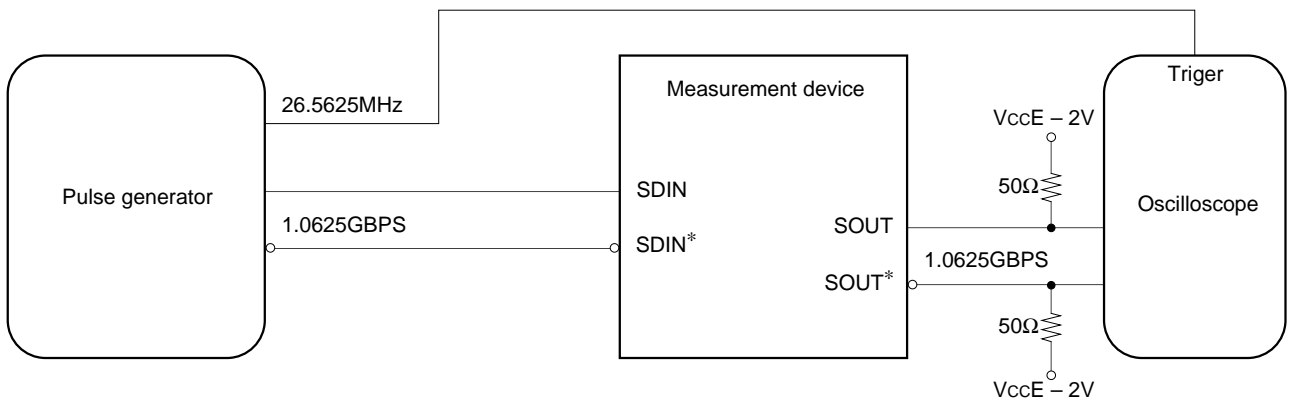 Triger
26.5625MHz
Measurement device
VCCE – 2V
Pulse generator
SDIN
50Ω
Oscilloscope
1.0625GBPS
SDIN*
SOUT
1.0625GBPS
SOUT*
50Ω
VCCE – 2V